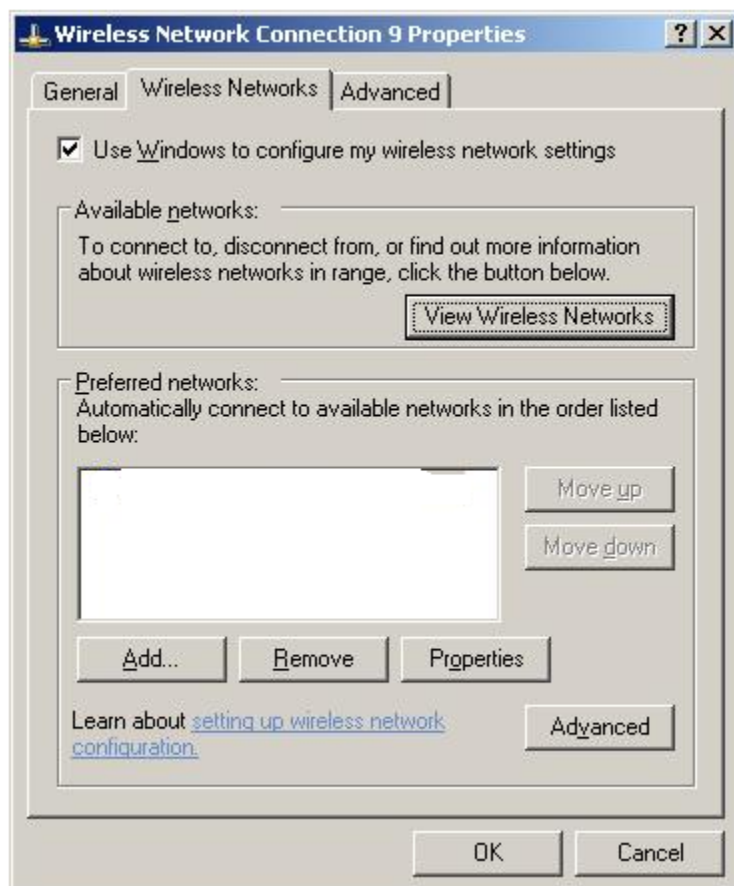 Wireless Network Connection 9 Properties
General Wireless Networks Advanced
Use Windows to configure my wireless network settings
Available networks:
To connect to, disconnect from, or find out more information
about wireless networks in range, click the button below.
View Wireless Networks
Preferred networks:
Automatically connect to available networks in the order listed
below:
Move up
Move down
Add... Remove Properties
Learn about setting up wireless network
configuration.
Advanced
OK Cancel